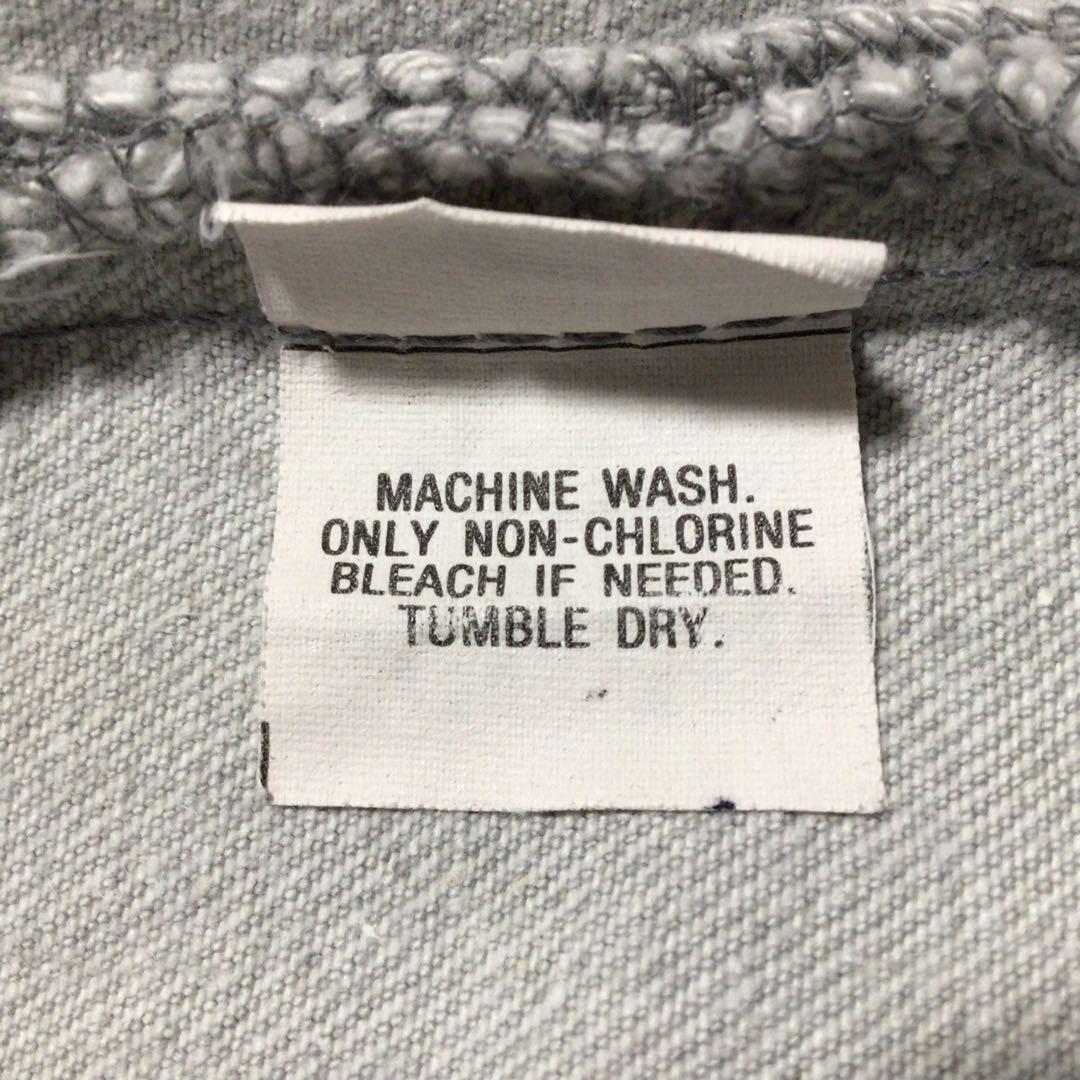 MACHINE WASH.
ONLY NON-CHLORINE
BLEACH IF NEEDED.
TUMBLE DRY.